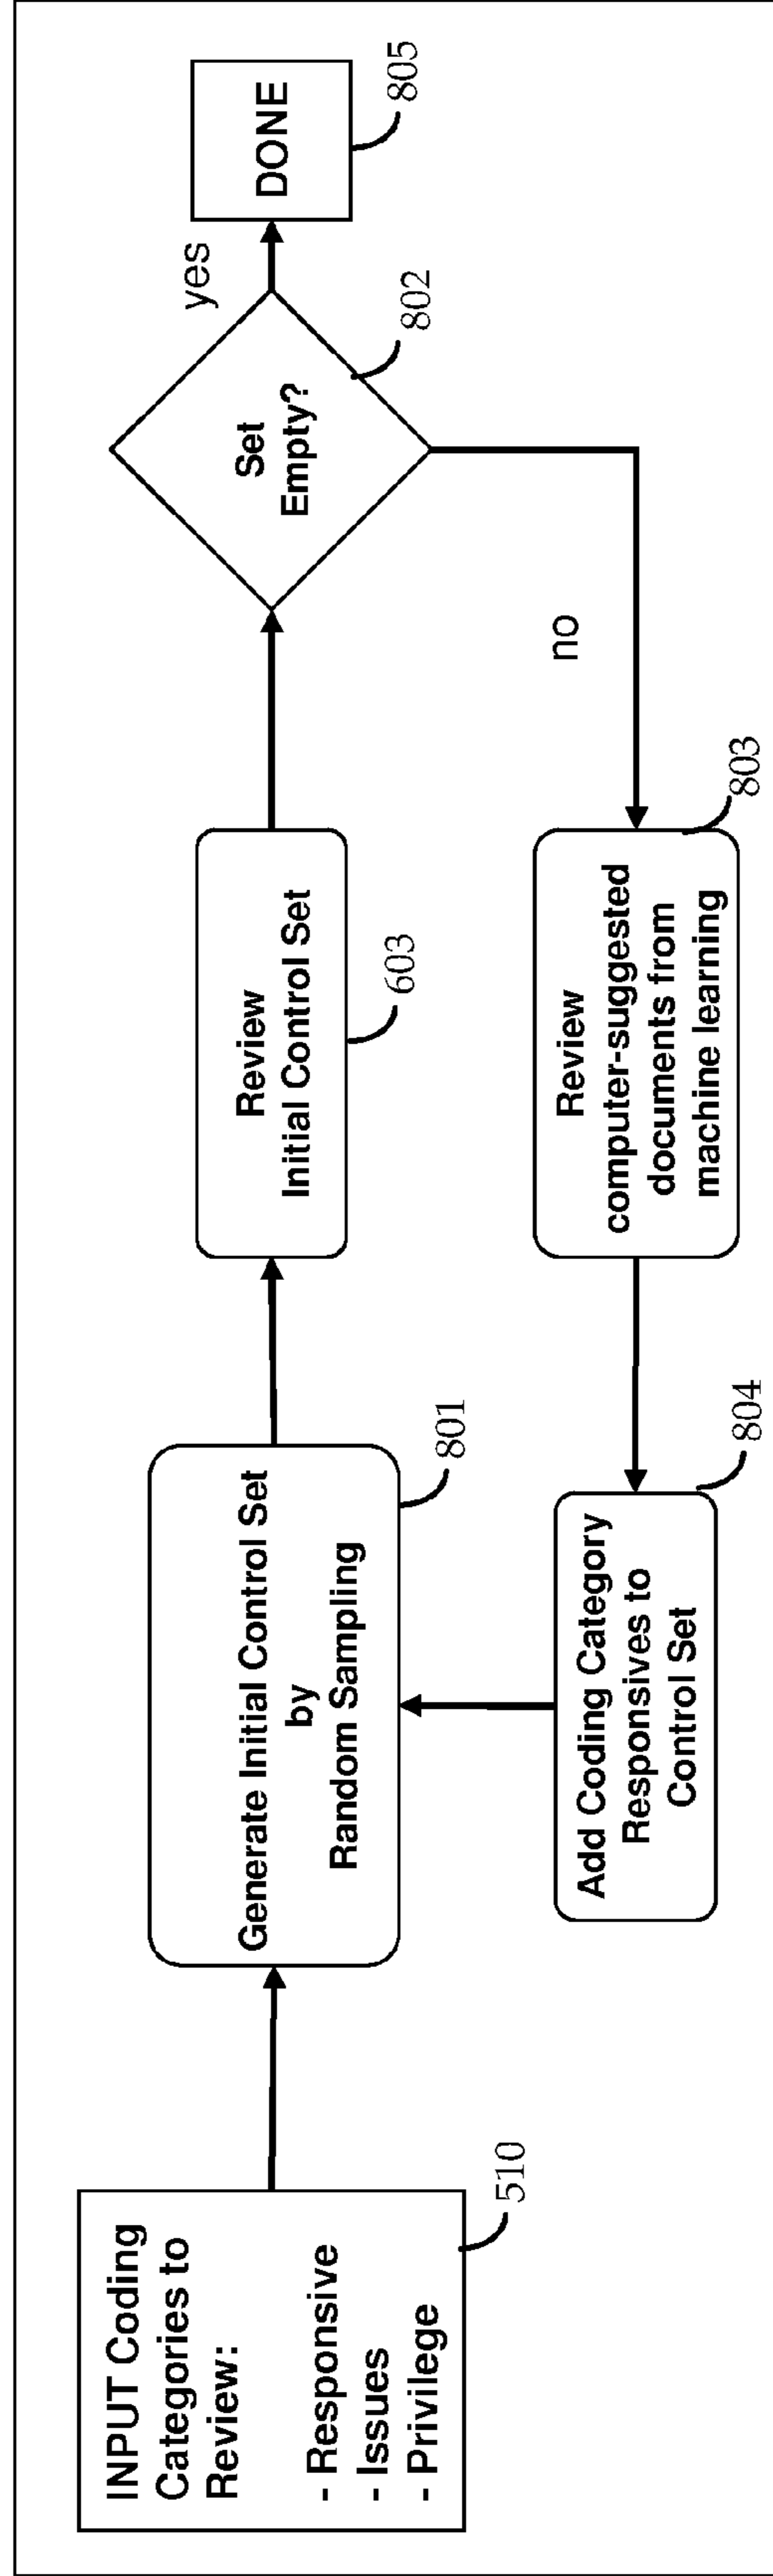 INPUT Coding
Categories to
Review:
- Responsive
- Issues
- Privilege
510
Generate Initial Control Set
by
Random Sampling
801
Review
Initial Control Set
603
Set
Empty?
802
yes
DONE
805
no
Review
computer-suggested
documents from
machine learning
803
Add Coding Category
Responsives to
Control Set
804